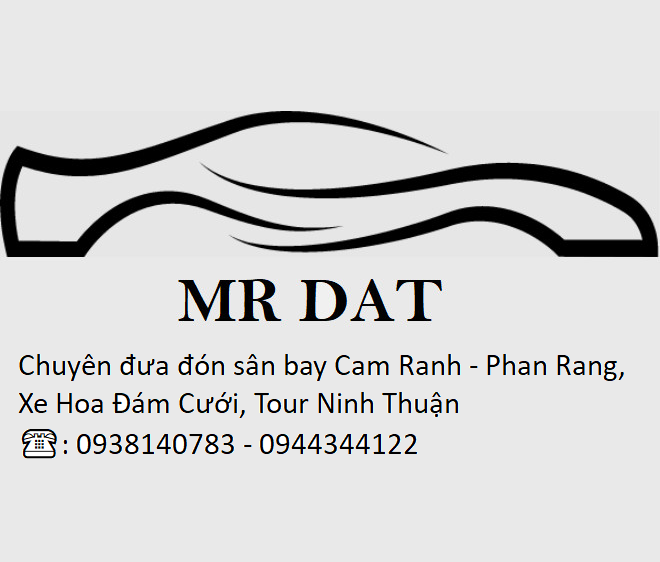 MR DAT
Chuyên đưa đón sân bay Cam Ranh - Phan Rang,
Xe Hoa Đám Cưới, Tour Ninh Thuận
☏: 0938140783 - 0944344122